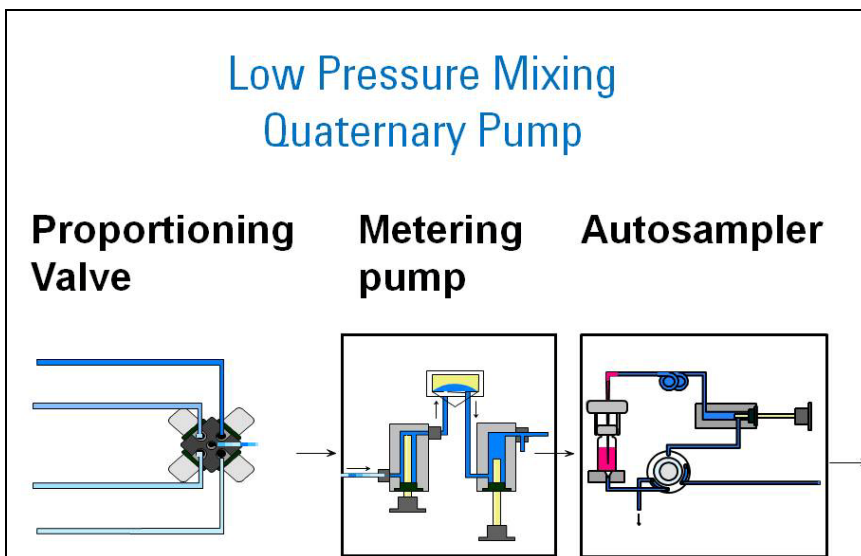 Low Pressure Mixing
Quaternary Pump
Proportioning
Valve
Metering
pump
Autosampler